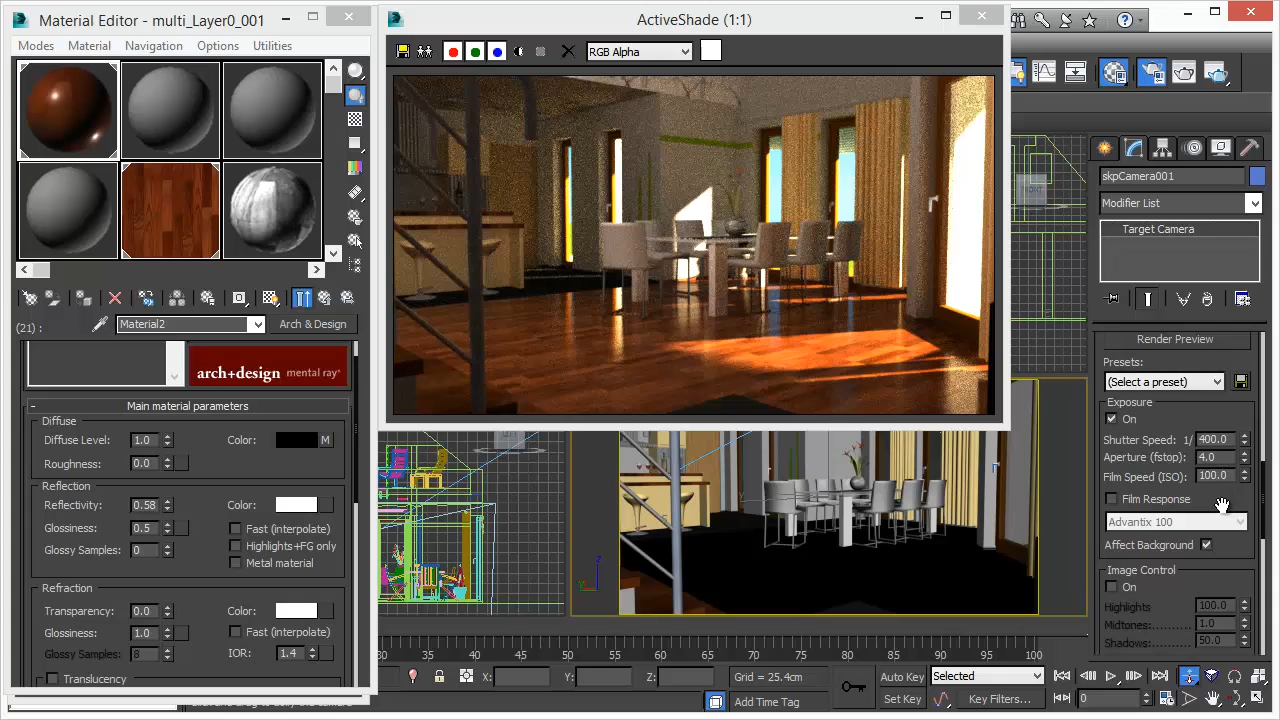 Material Editor - multi_Layer0_001
Modes Material Navigation Options Utilities
(21) :
Material2
Arch & Design
arch+design mental ray®
- Main material parameters
Diffuse
Diffuse Level: 1.0 Color: M
Roughness: 0.0
Reflection
Reflectivity: 0.58 Color:
Glossiness: 0.5 Fast (interpolate)
Glossy Samples: 0 Highlights+FG only
Metal material
Refraction
Transparency: 0.0 Color:
Glossiness: 1.0 Fast (interpolate)
Glossy Samples: 8 IOR: 1.4
Translucency
ActiveShade (1:1)
RGB Alpha
skpCamera001
Modifier List
Target Camera
Render Preview
Presets:
(Select a preset)
Exposure
On
Shutter Speed: 1/ 400.0
Aperture (fstop): 4.0
Film Speed (ISO): 100.0
Film Response
Advantix 100
Affect Background
Image Control
On
Highlights 100.0
Midtones: 1.0
Shadows: 50.0
FRONT
30 35 40 45 50 55 60 65 70 75 80 85 90 95 100
X: Y: Z: Grid = 25.4cm
Auto Key Selected
Add Time Tag
Set Key Key Filters... 0